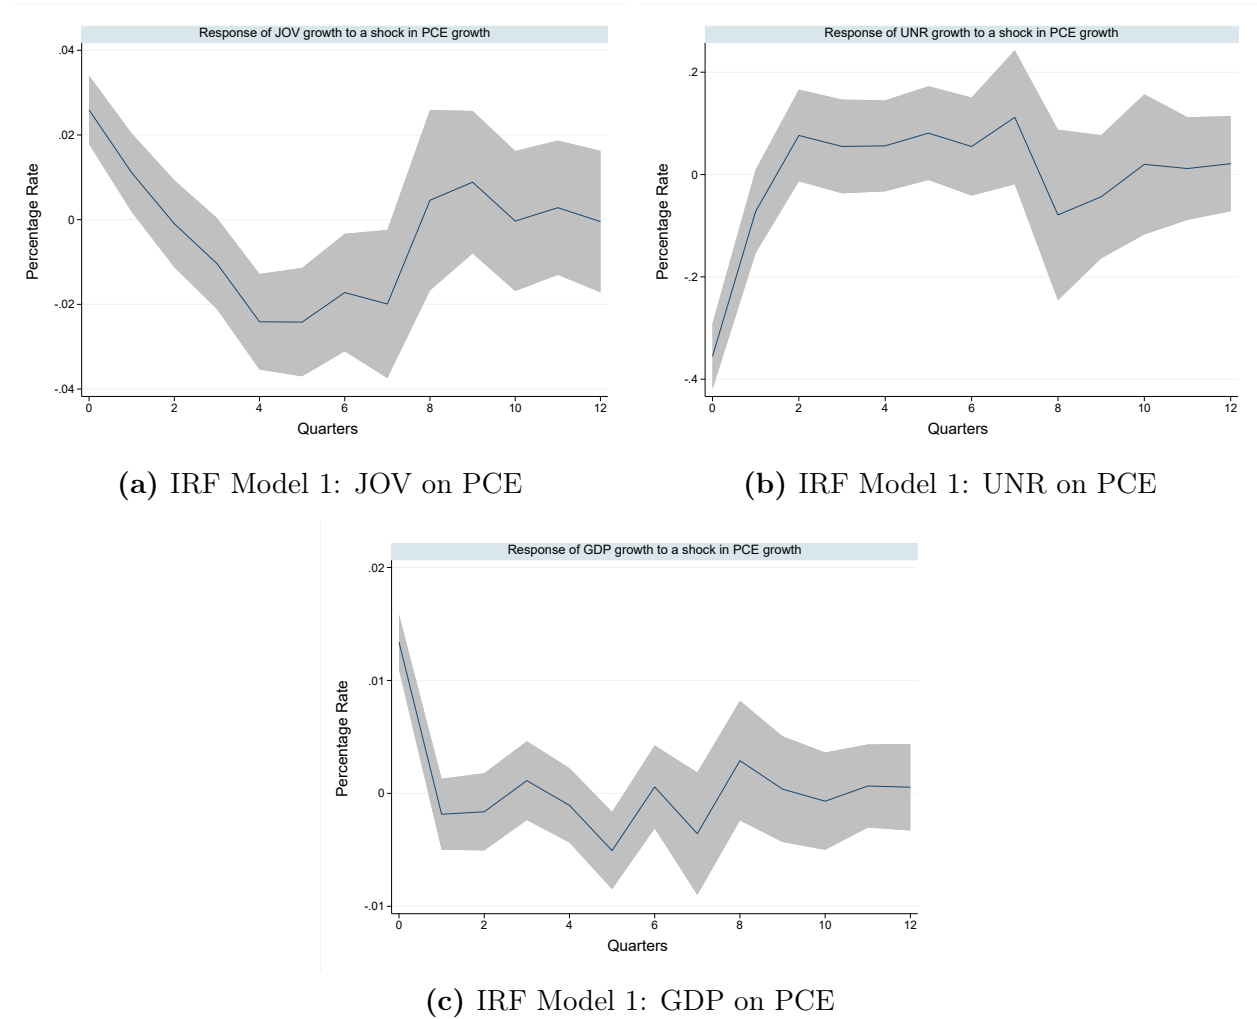 Response of JOV growth to a shock in PCE growth
.04
.02
0
-.02
-.04
Percentage Rate
0 2 4 6 8 10 12
Quarters
(a) IRF Model 1: JOV on PCE
Response of UNR growth to a shock in PCE growth
.2
0
-.2
-.4
Percentage Rate
0 2 4 6 8 10 12
Quarters
(b) IRF Model 1: UNR on PCE
Response of GDP growth to a shock in PCE growth
.02
.01
0
-.01
Percentage Rate
0 2 4 6 8 10 12
Quarters
(c) IRF Model 1: GDP on PCE